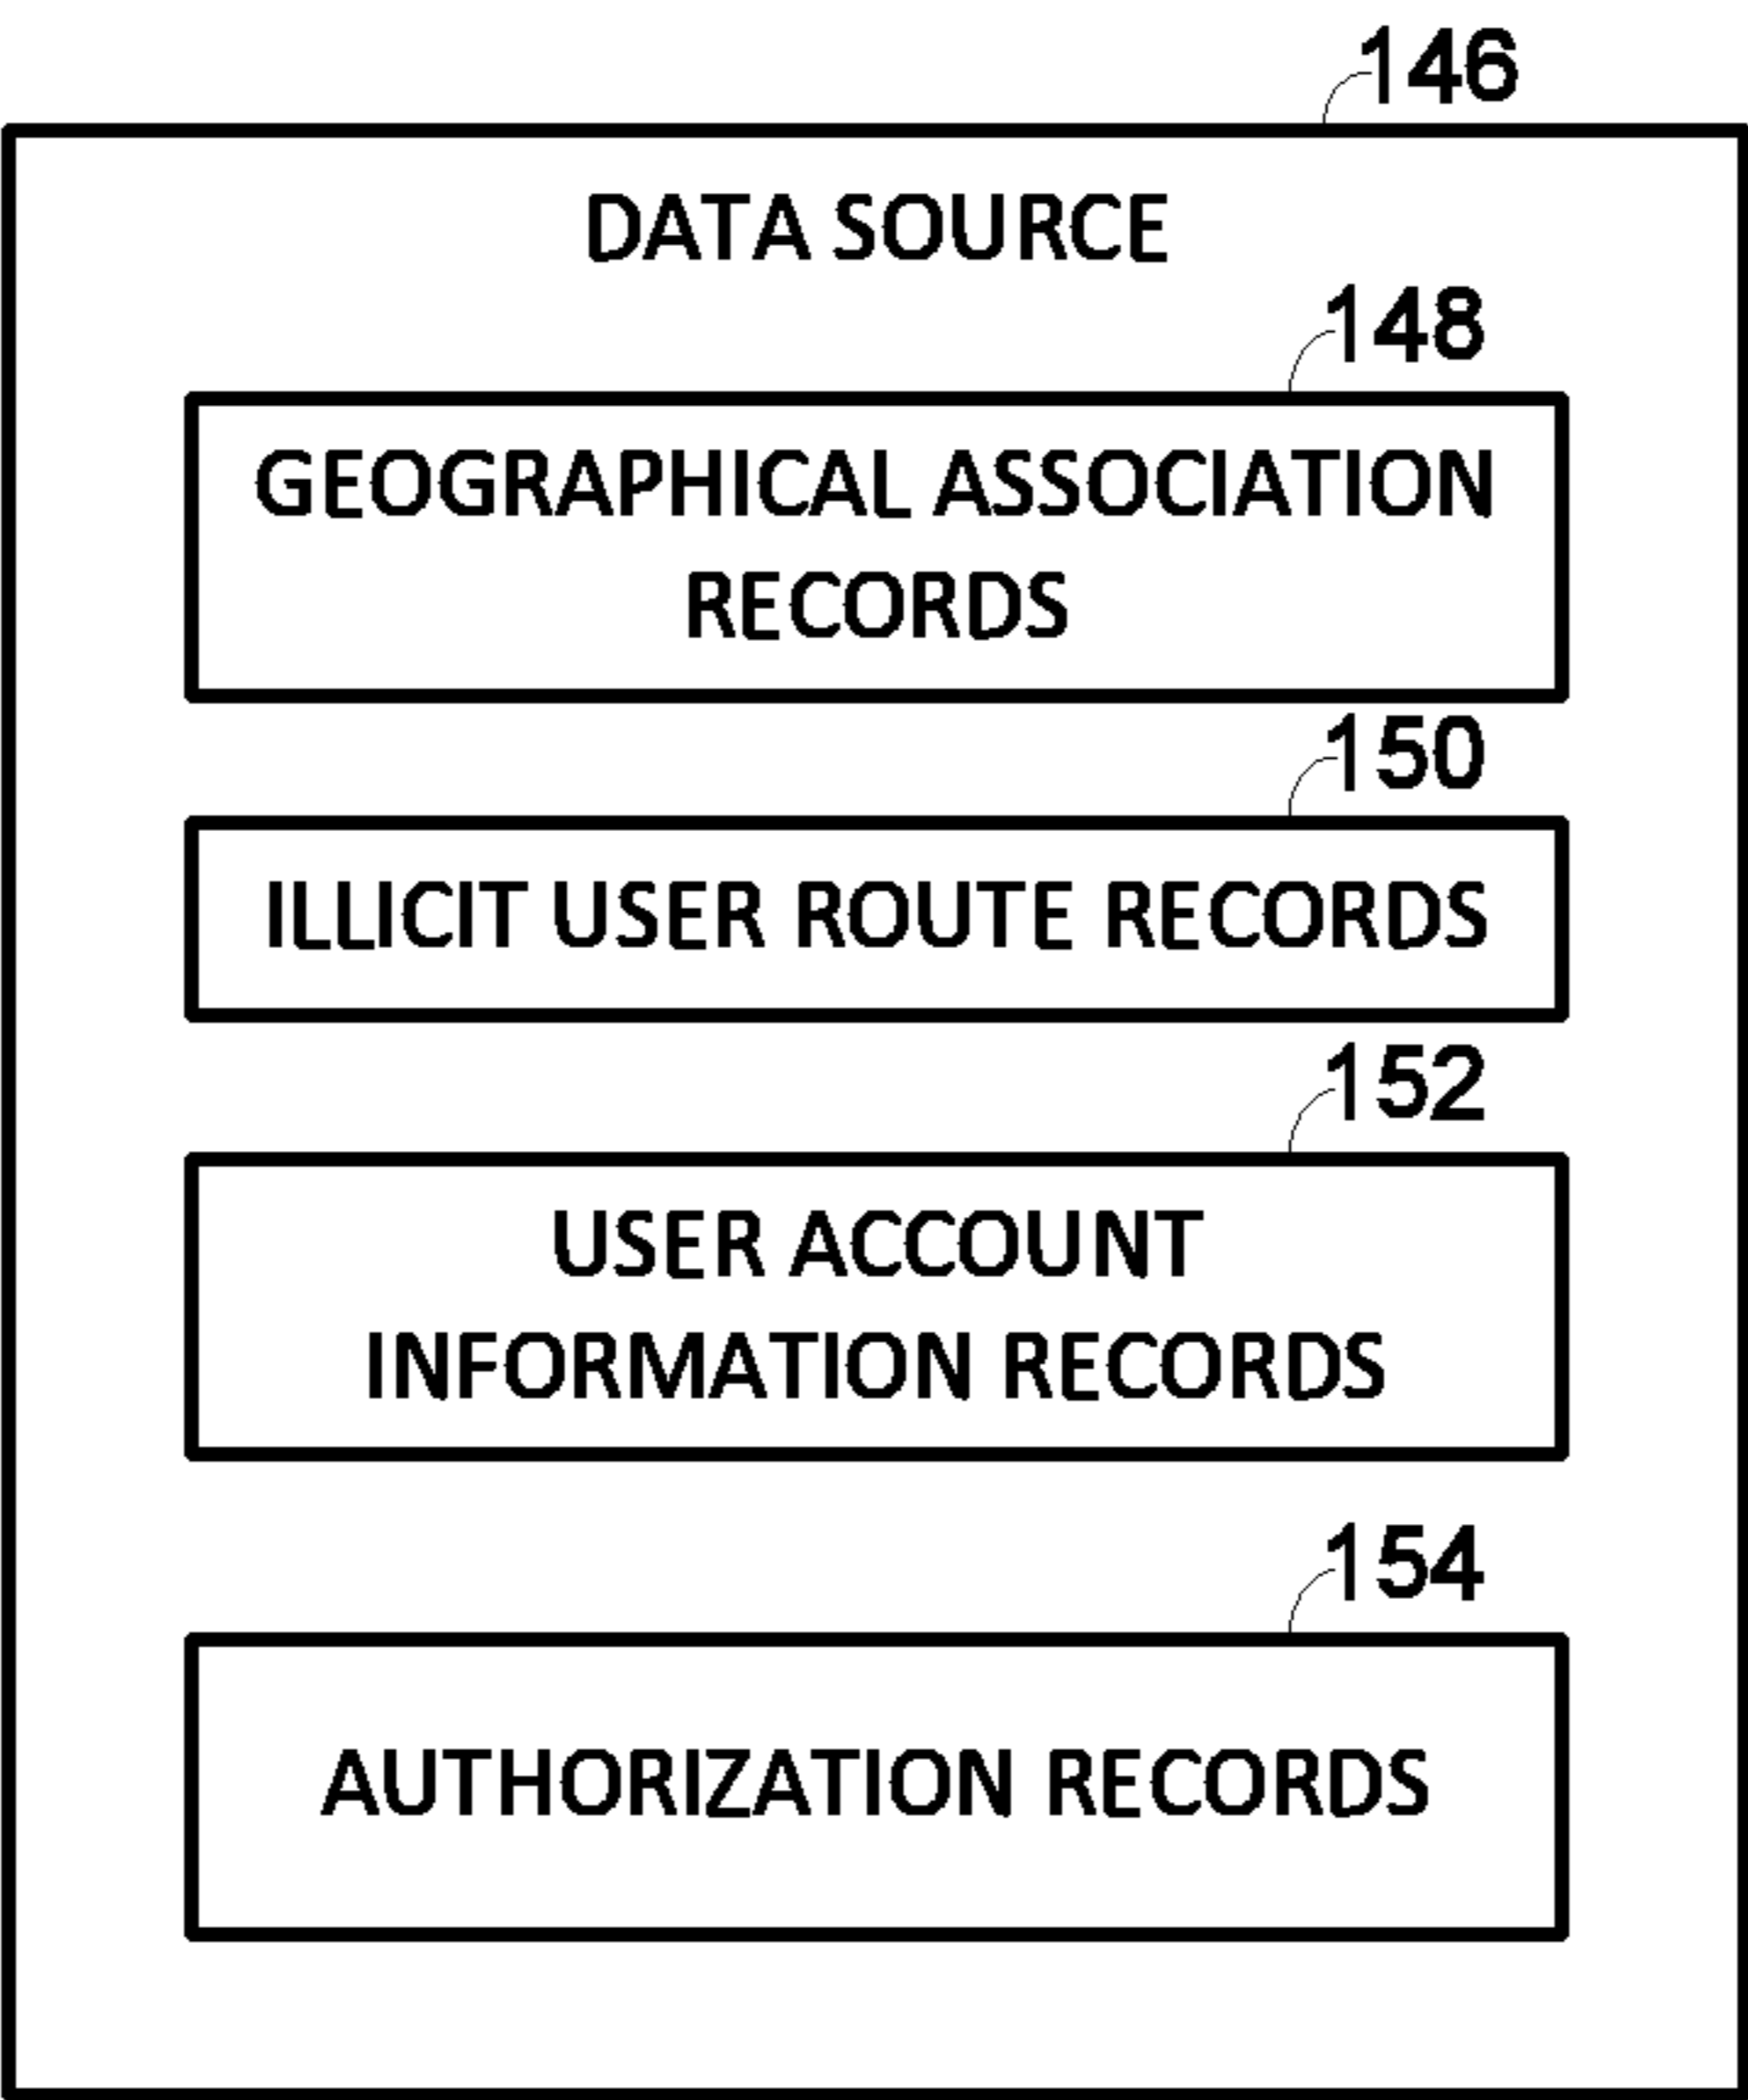 146
DATA SOURCE
148
GEOGRAPHICAL ASSOCIATION
RECORDS
150
ILLICIT USER ROUTE RECORDS
152
USER ACCOUNT
INFORMATION RECORDS
154
AUTHORIZATION RECORDS